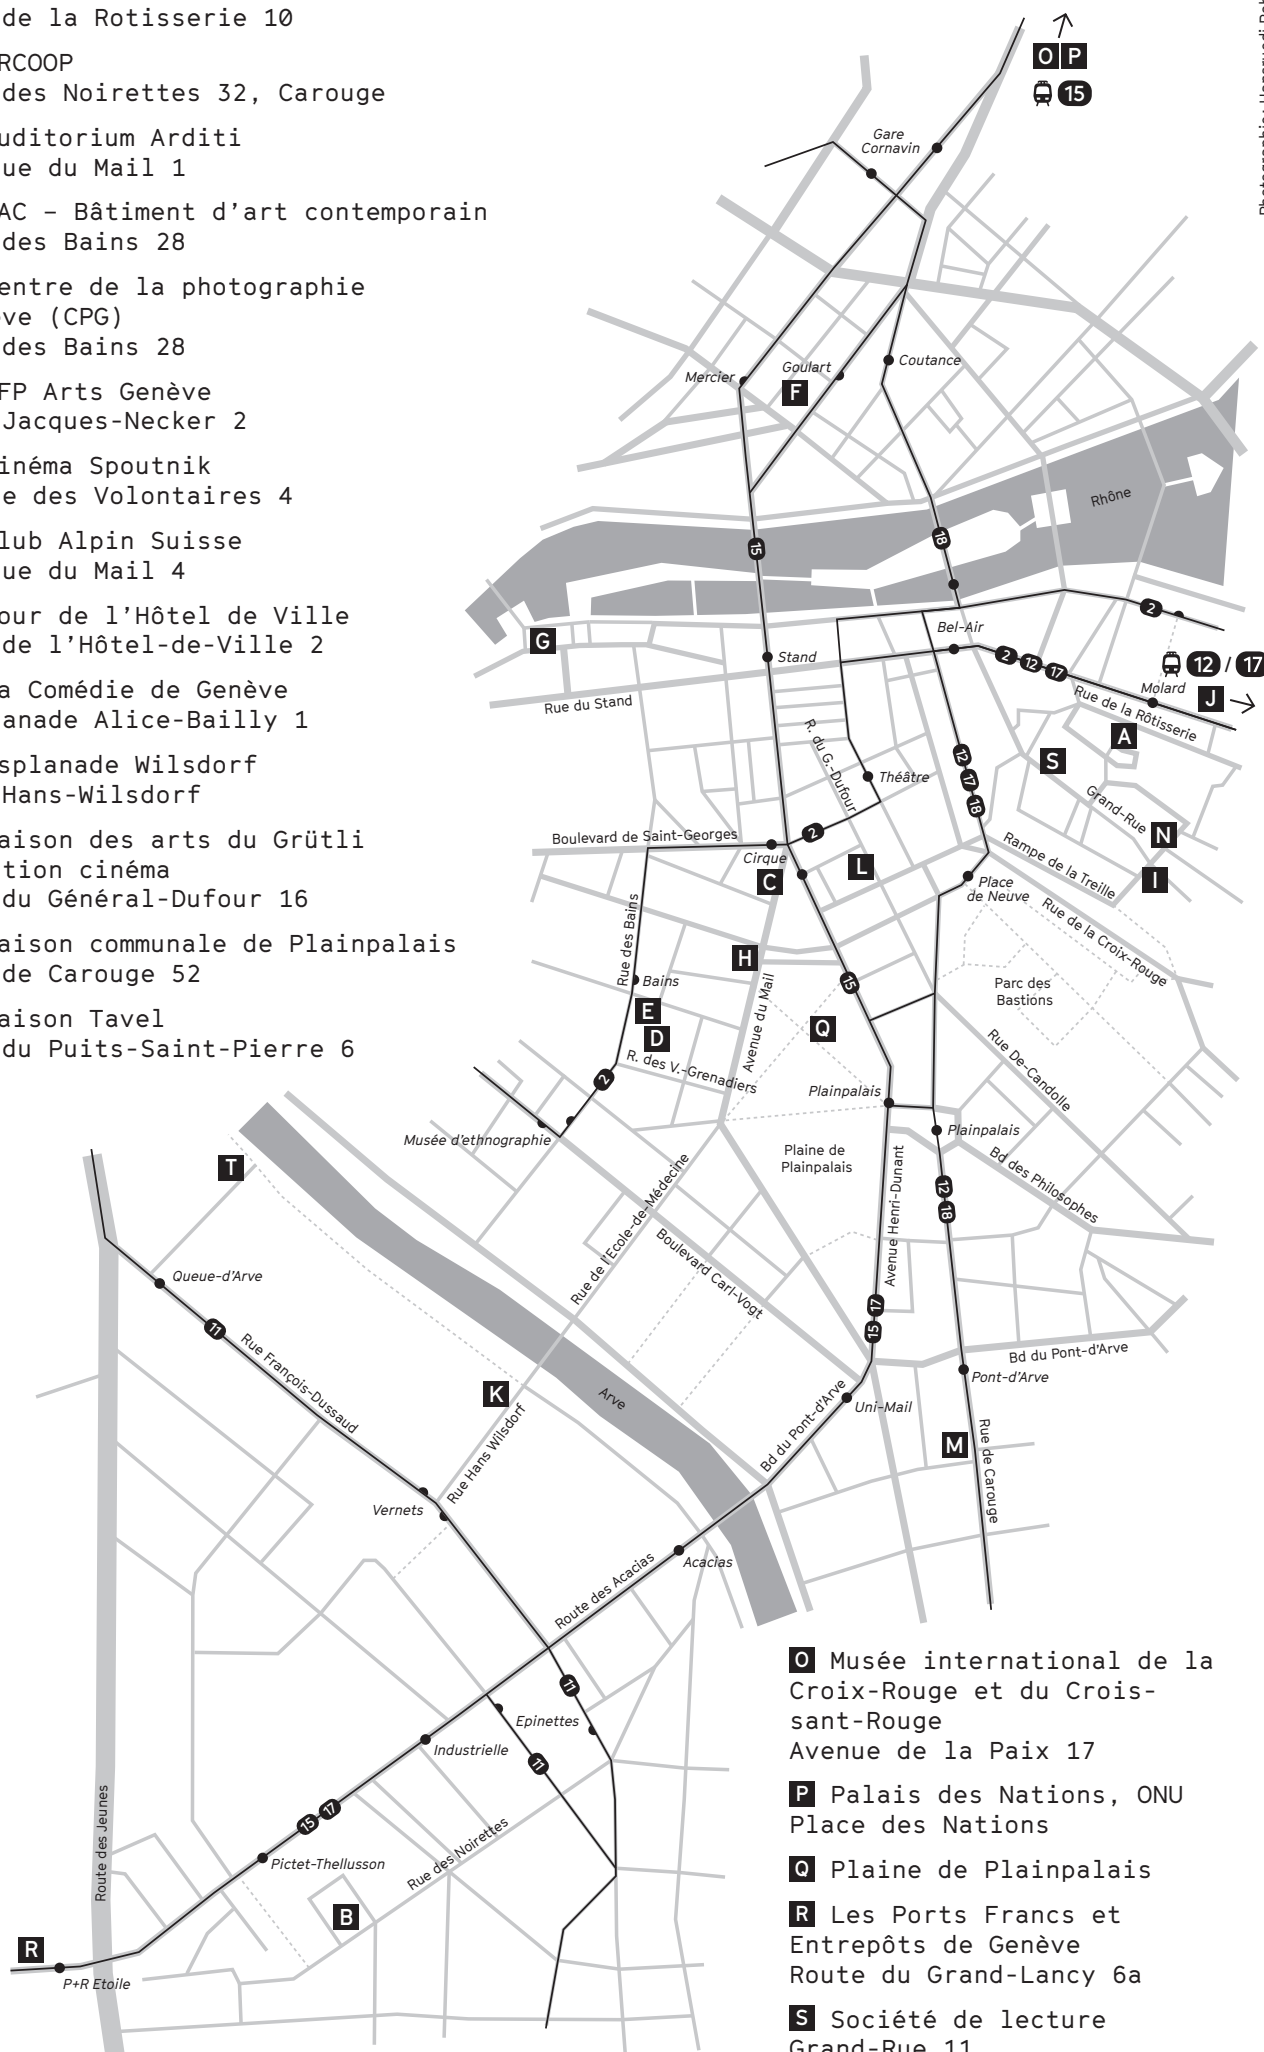 de la Rotisserie 10
RCOOP
des Noirettes 32, Carouge
uditorium Arditi
ue du Mail 1
AC – Bâtiment d’art contemporain
des Bains 28
entre de la photographie
ve (CPG)
des Bains 28
FP Arts Genève
Jacques-Necker 2
inéma Spoutnik
e des Volontaires 4
lub Alpin Suisse
ue du Mail 4
our de l’Hôtel de Ville
de l’Hôtel-de-Ville 2
a Comédie de Genève
anade Alice-Bailly 1
splanade Wilsdorf
Hans-Wilsdorf
aison des arts du Grütli
tion cinéma
du Général-Dufour 16
aison communale de Plainpalais
de Carouge 52
aison Tavel
du Puits-Saint-Pierre 6
O P
15
Gare
Cornavin
Mercier
Goulart
F
Coutance
Rhône
15
18
2
Bel-Air
G
Stand
2 12 17
12 / 17
Molard
J
Rue du Stand
Rue de la Rôtisserie
A
S
R. du G.-Dufour
Théâtre
12
17
18
Grand-Rue
N
Boulevard de Saint-Georges
2
Cirque
C
L
Rampe de la Treille
I
Place
de Neuve
Rue de la Croix-Rouge
Rue des Bains
H
Bains
15
Parc des
Bastions
E
D
Avenue du Mail
Q
R. des V.-Grenadiers
2
Rue De-Candolle
Plainpalais
Plainpalais
Musée d’ethnographie
Plaine de
Plainpalais
Bd des Philosophes
T
Rue de l’Ecole-de-Médecine
Avenue Henri-Dunant
12
18
Boulevard Carl-Vogt
Queue-d’Arve
11
Rue François-Dussaud
17
15
Bd du Pont-d’Arve
Pont-d’Arve
K
Arve
Bd du Pont-d’Arve
Uni-Mail
Rue Hans Wilsdorf
M
Rue de Carouge
Vernets
Acacias
Route des Acacias
11
Epinettes
Industrielle
11
Route des Jeunes
15 17
Rue des Noirettes
Pictet-Thellusson
B
R
P+R Etoile
O Musée international de la
Croix-Rouge et du Crois-
sant-Rouge
Avenue de la Paix 17
P Palais des Nations, ONU
Place des Nations
Q Plaine de Plainpalais
R Les Ports Francs et
Entrepôts de Genève
Route du Grand-Lancy 6a
S Société de lecture
Grand-Rue 11